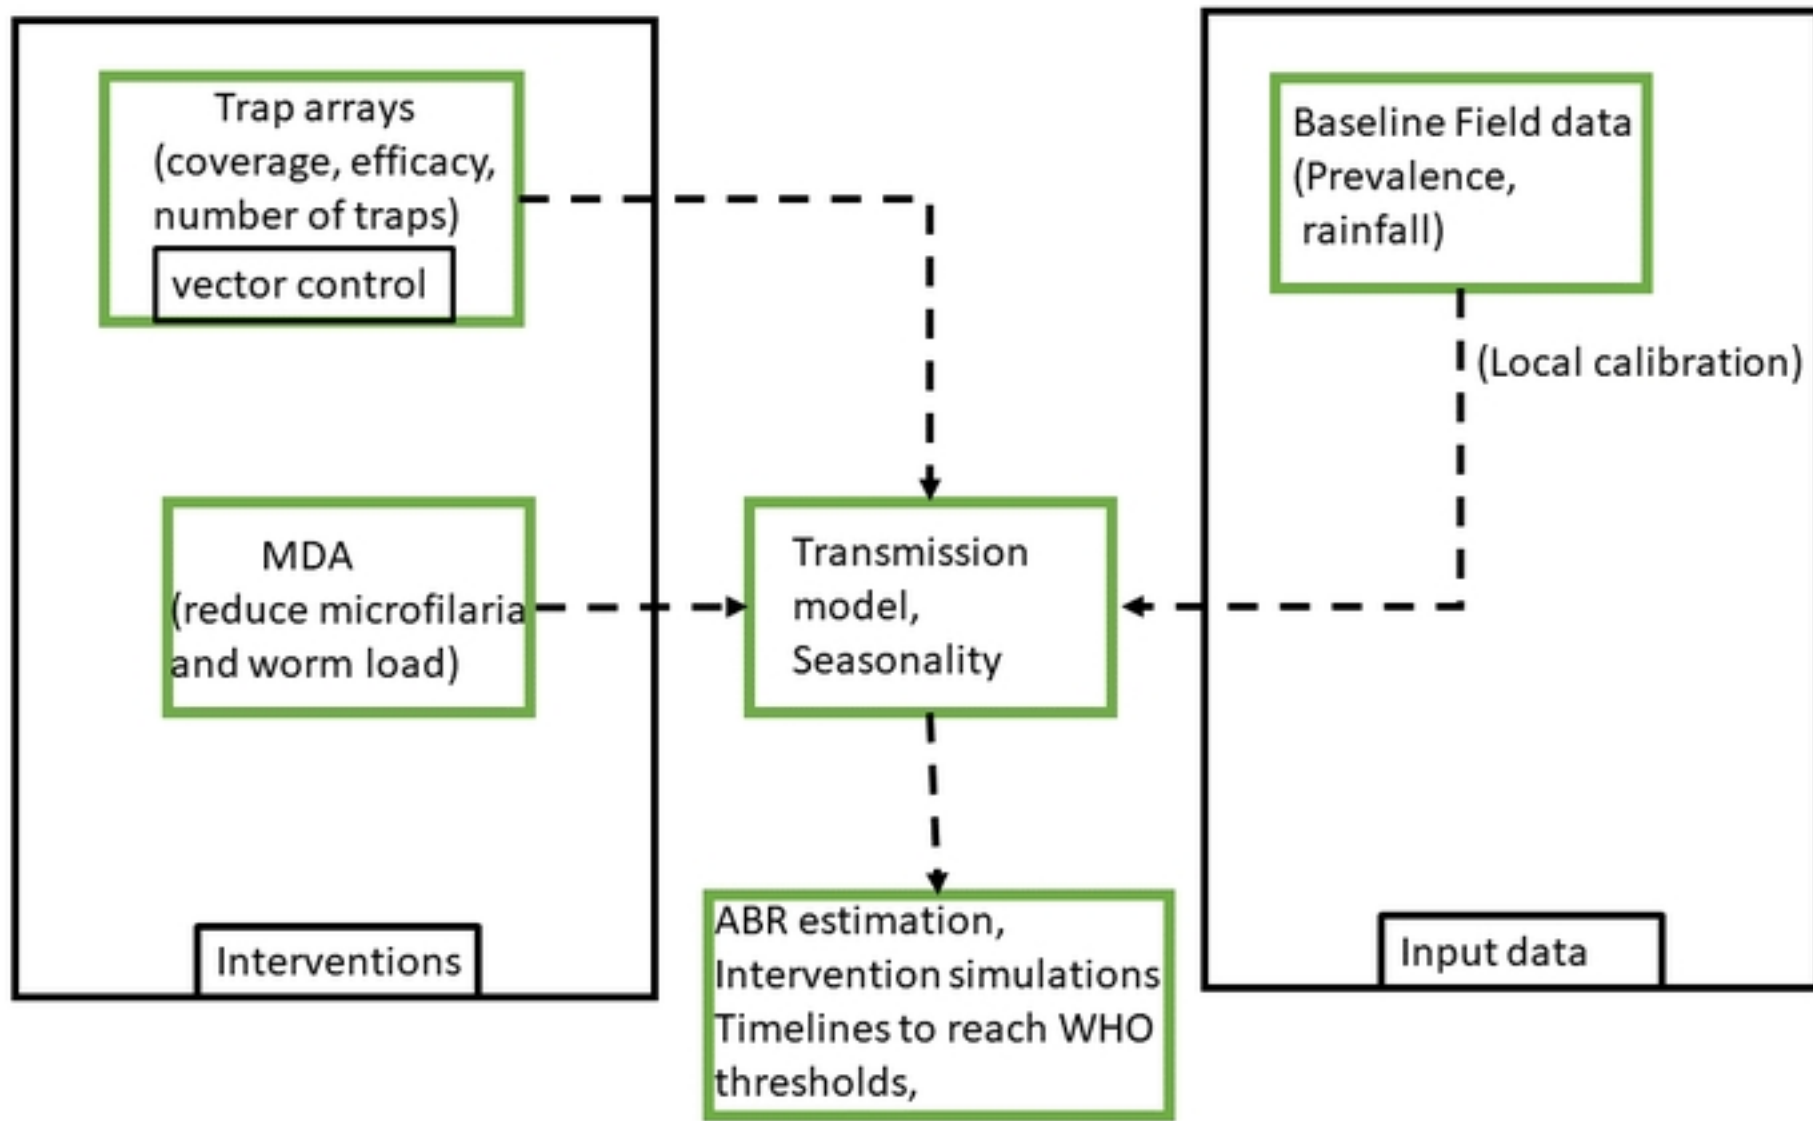 Trap arrays
(coverage, efficacy,
number of traps)
vector control
MDA
(reduce microfilaria
and worm load)
Interventions
Transmission
model,
Seasonality
ABR estimation,
Intervention simulations
Timelines to reach WHO
thresholds,
Baseline Field data
(Prevalence,
rainfall)
(Local calibration)
Input data